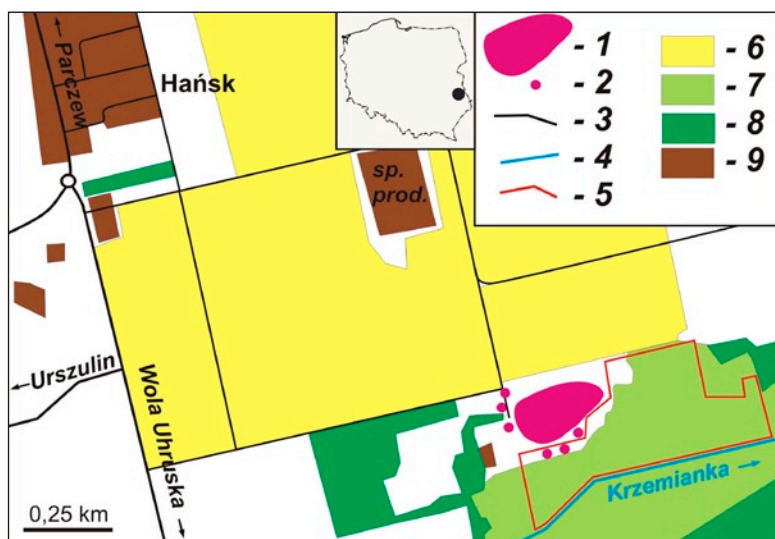 Parczew
Hańsk
sp.
prod.
Urszulin
Wola Uhruska
Krzemianka
0,25 km
- 1
- 2
- 3
- 4
- 5
- 6
- 7
- 8
- 9